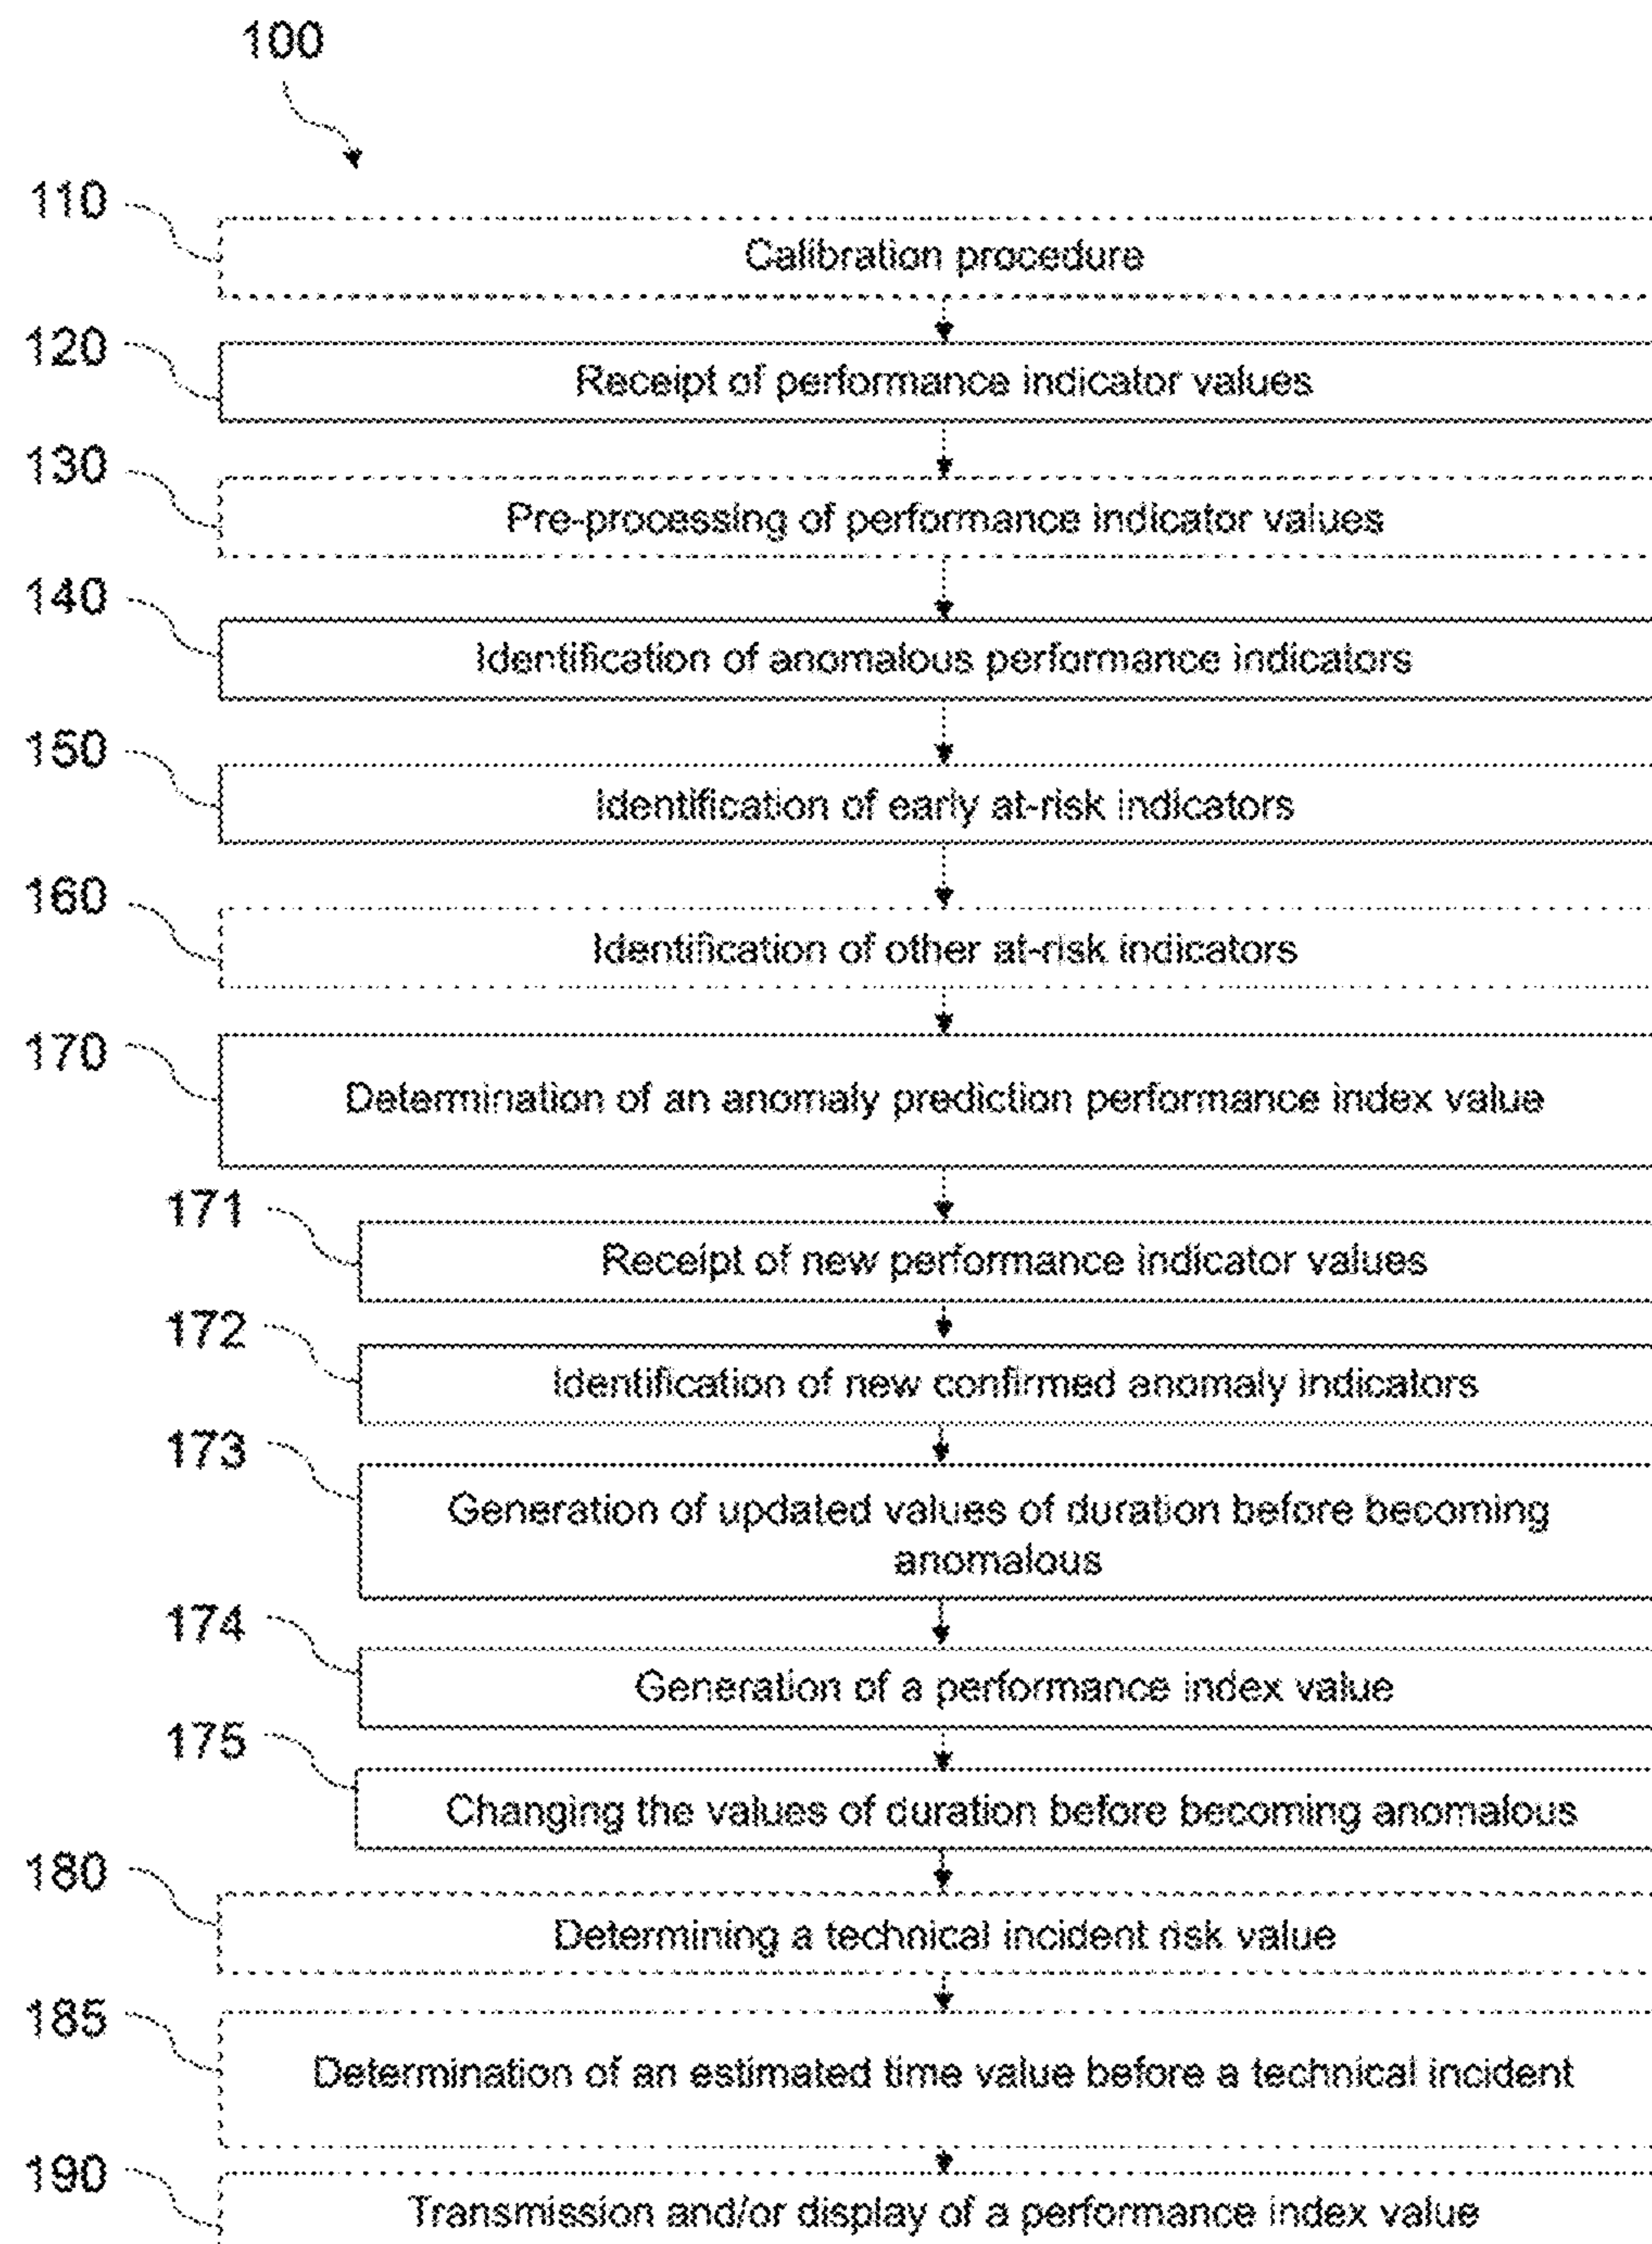 100
110
Calibration procedure
120
Receipt of performance indicator values
130
Pre-processing of performance indicator values
140
Identification of anomalous performance indicators
150
Identification of early at-risk indicators
160
Identification of other at-risk indicators
170
Determination of an anomaly prediction performance index value
171
Receipt of new performance indicator values
172
Identification of new confirmed anomaly indicators
173
Generation of updated values of duration before becoming
anomalous
174
Generation of a performance index value
175
Changing the values of duration before becoming anomalous
180
Determining a technical incident risk value
185
Determination of an estimated time value before a technical incident
190
Transmission and/or display of a performance index value